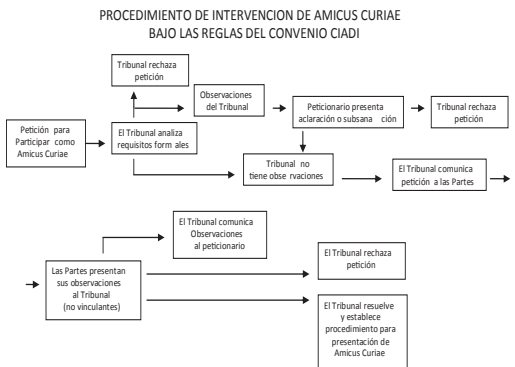 PROCEDIMIENTO DE INTERVENCION DE AMICUS CURIAE
BAJO LAS REGLAS DEL CONVENIO CIADI
Tribunal rechaza
petición
Observaciones
del Tribunal
Peticionario presenta
aclaración o subsana ción
Tribunal rechaza
petición
Petición para
Participar como
Amicus Curiae
El Tribunal analiza
requisitos form ales
Tribunal no
tiene obse rvaciones
El Tribunal comunica
petición a las Partes
El Tribunal comunica
Observaciones
al peticionario
Las Partes presentan
sus observaciones
al Tribunal
(no vinculantes)
El Tribunal rechaza
petición
El Tribunal resuelve
y establece
procedimiento para
presentación de
Amicus Curiae